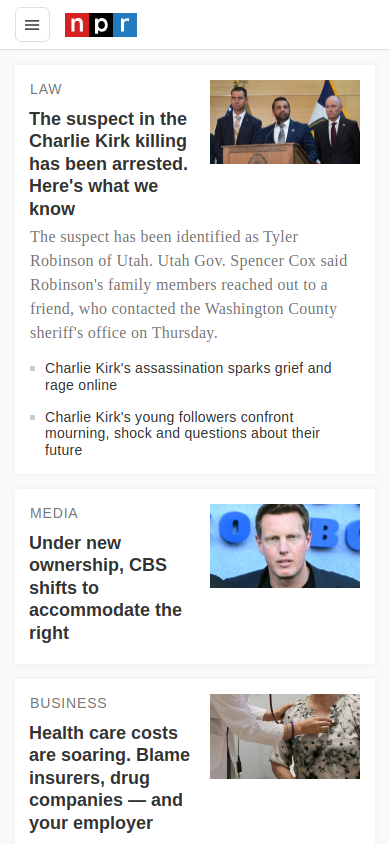 npr
LAW
The suspect in the
Charlie Kirk killing
has been arrested.
Here's what we
know
The suspect has been identified as Tyler
Robinson of Utah. Utah Gov. Spencer Cox said
Robinson's family members reached out to a
friend, who contacted the Washington County
sheriff's office on Thursday.
Charlie Kirk's assassination sparks grief and
rage online
Charlie Kirk's young followers confront
mourning, shock and questions about their
future
MEDIA
Under new
ownership, CBS
shifts to
accommodate the
right
BUSINESS
Health care costs
are soaring. Blame
insurers, drug
companies — and
your employer